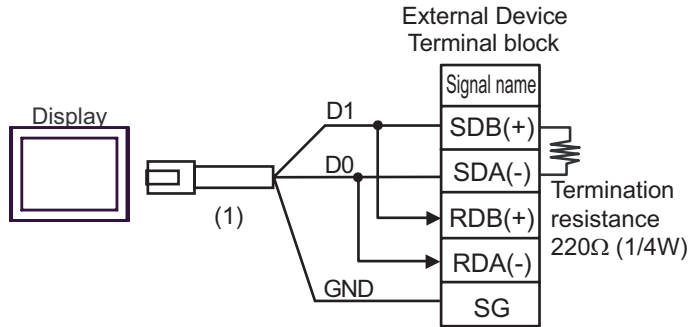 External Device
Terminal block
Signal name
Display
D1
SDB(+)
D0
SDA(-)
(1)
RDB(+)
RDA(-)
GND
SG
Termination
resistance
220Ω (1/4W)